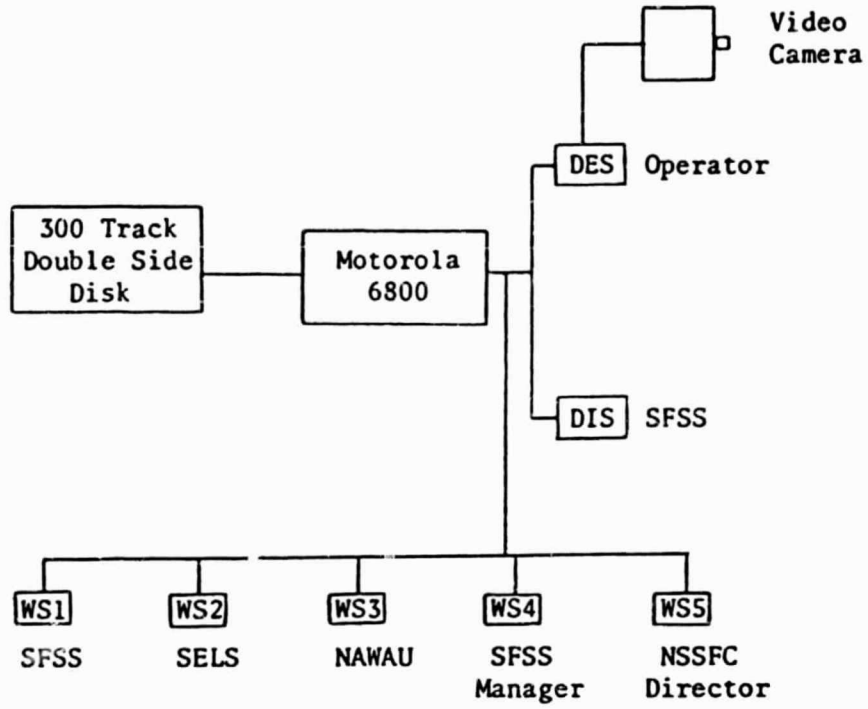 Video
Camera
DES Operator
300 Track
Double Side
Disk
Motorola
6800
DIS SFSS
WS1
WS2
WS3
WS4
WS5
SFSS
SELS
NAWAU
SFSS
Manager
NSSFC
Director